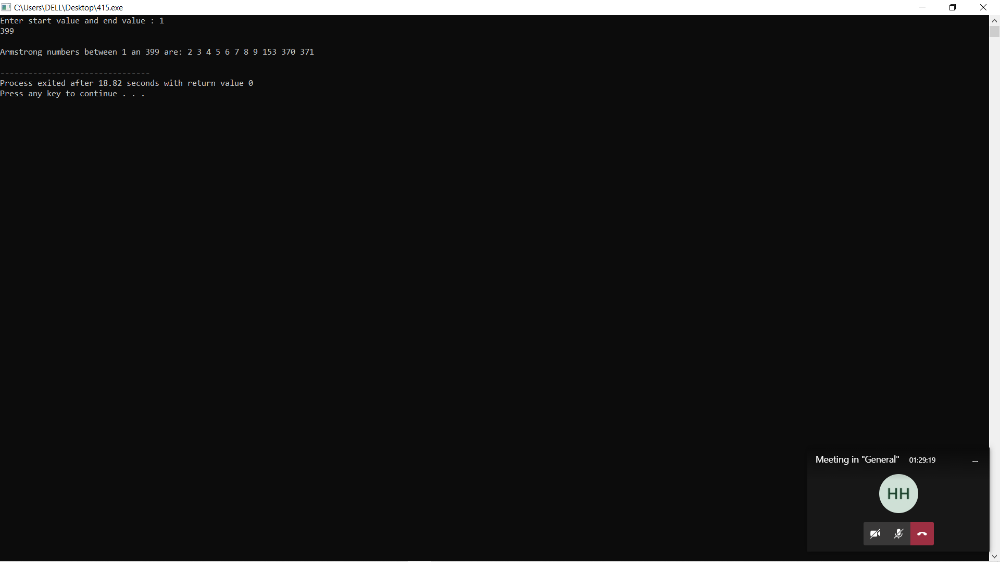 C:\Users\DELL\Desktop\415.exe
Enter start value and end value : 1
399
Armstrong numbers between 1 an 399 are: 2 3 4 5 6 7 8 9 153 370 371
--------------------------------
Process exited after 18.82 seconds with return value 0
Press any key to continue . . .
Meeting in "General" 01:29:19
HH